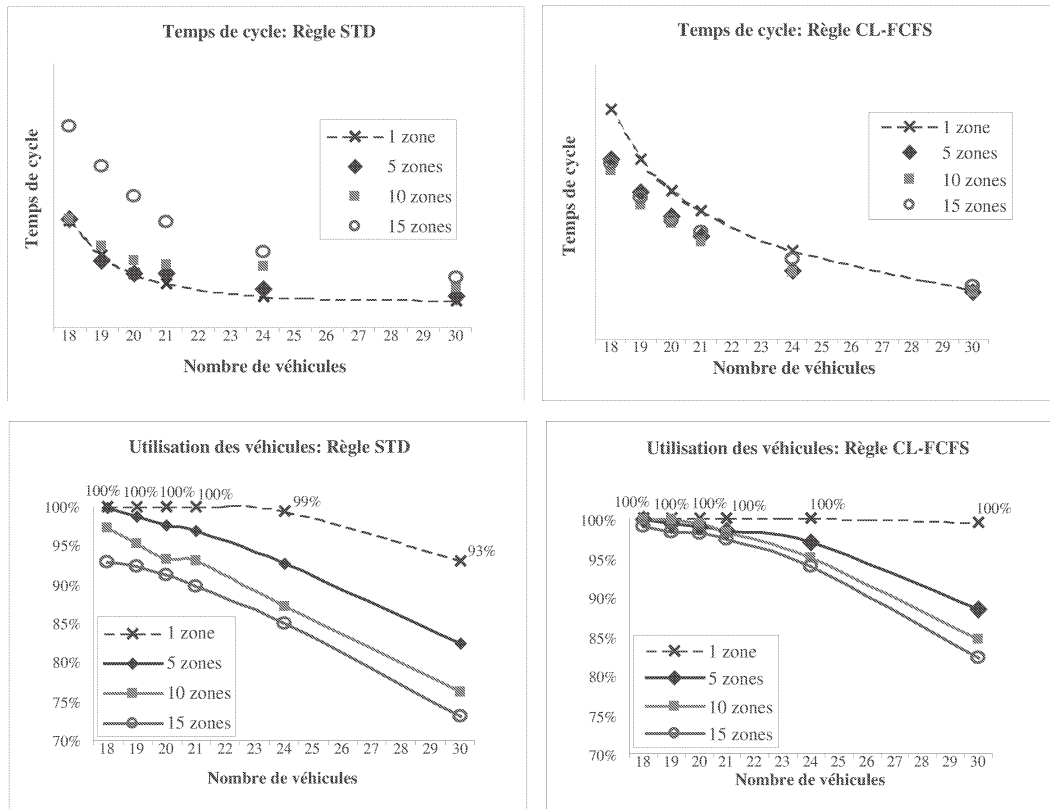 Temps de cycle: Règle STD
Temps de cycle
1 zone
5 zones
10 zones
15 zones
18 19 20 21 22 23 24 25 26 27 28 29 30
Nombre de véhicules
Temps de cycle: Règle CL-FCFS
Temps de cycle
1 zone
5 zones
10 zones
15 zones
18 19 20 21 22 23 24 25 26 27 28 29 30
Nombre de véhicules
Utilisation des véhicules: Règle STD
100% 100% 100% 100% 99% 93%
100%
95%
90%
85%
80%
75%
70%
1 zone
5 zones
10 zones
15 zones
18 19 20 21 22 23 24 25 26 27 28 29 30
Nombre de véhicules
Utilisation des véhicules: Règle CL-FCFS
100% 100% 100% 100% 100% 100%
100%
95%
90%
85%
80%
75%
70%
1 zone
5 zones
10 zones
15 zones
18 19 20 21 22 23 24 25 26 27 28 29 30
Nombre de véhicules